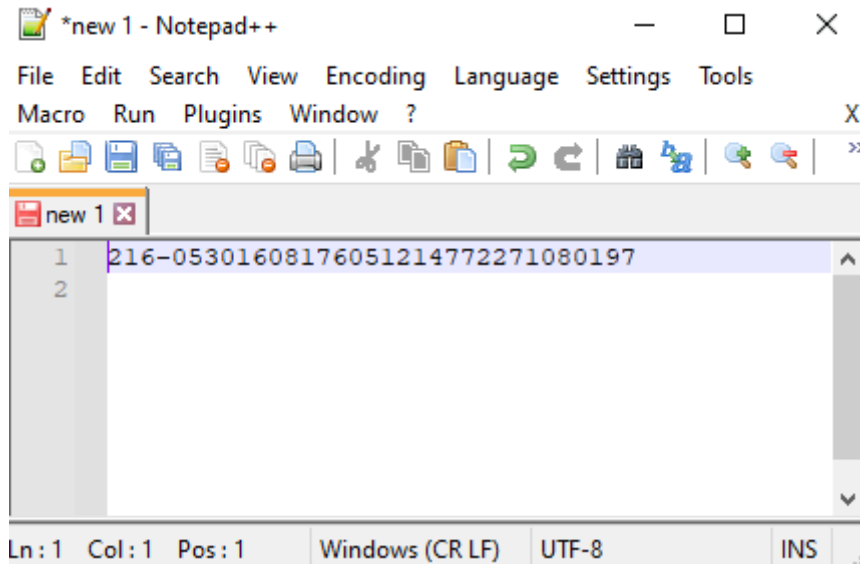 *new 1 - Notepad++
File Edit Search View Encoding Language Settings Tools
Macro Run Plugins Window ? X
new 1
1 216-05301608176051214772271080197
2
Ln : 1 Col : 1 Pos : 1 Windows (CR LF) UTF-8 INS